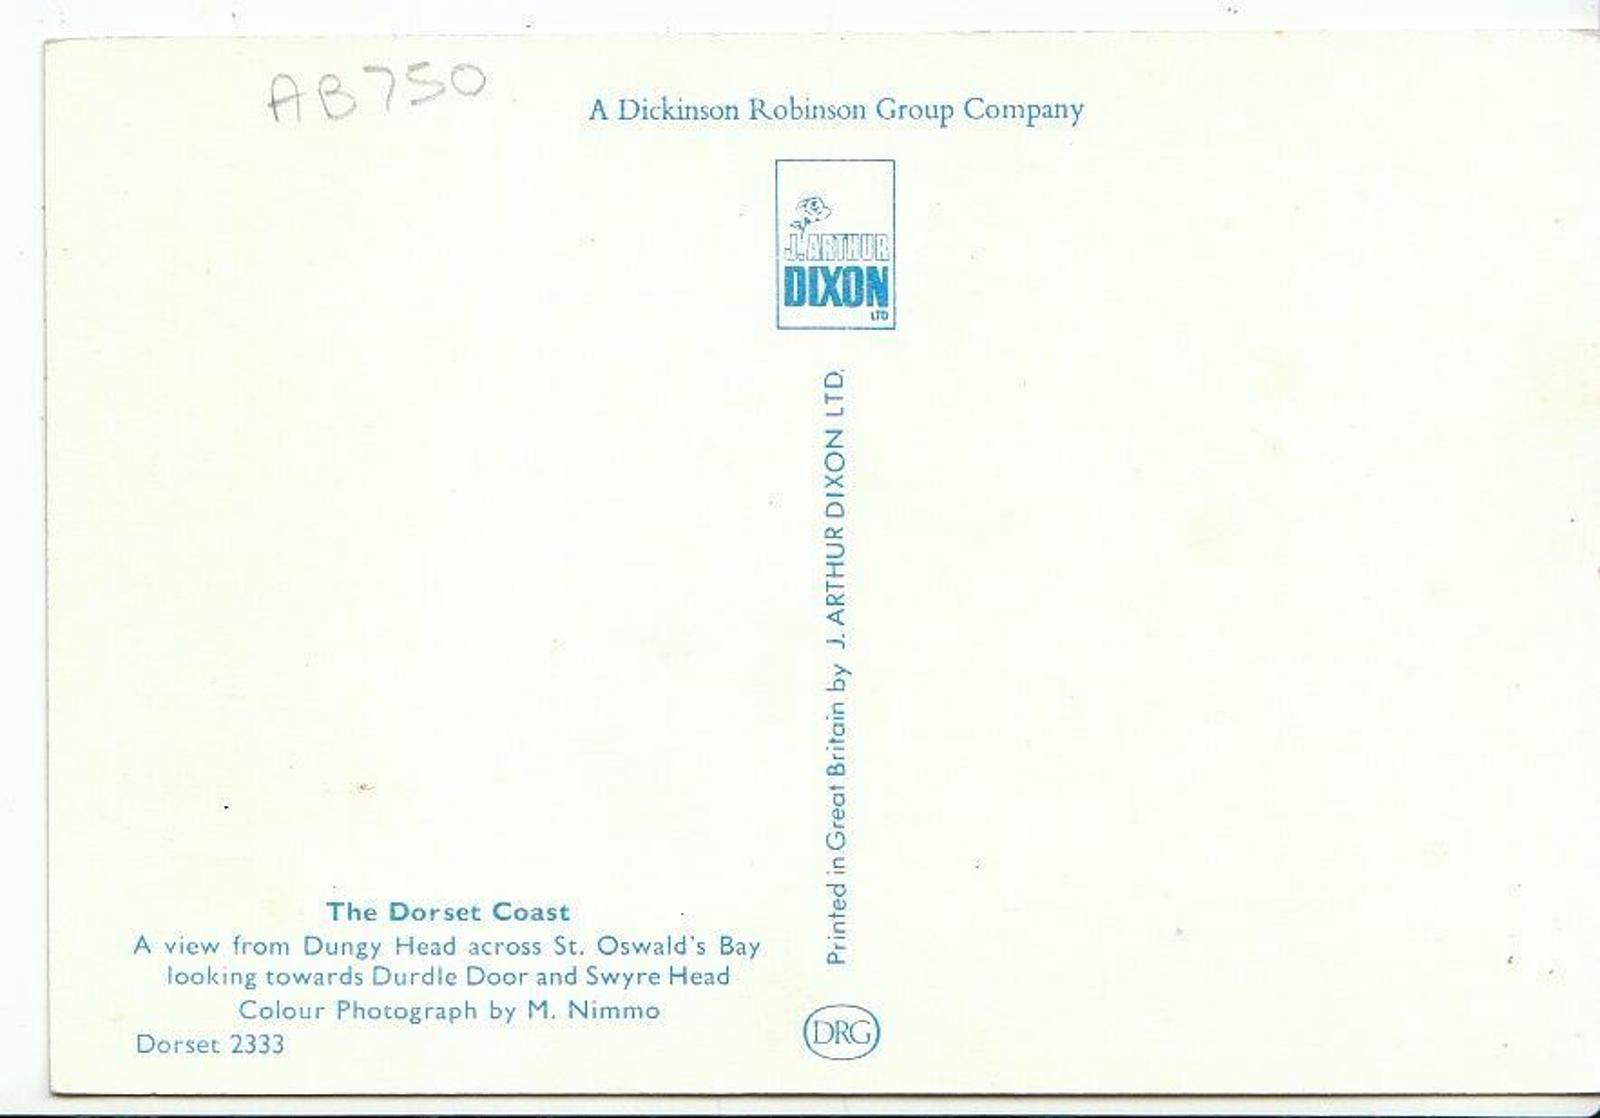 AB750
A Dickinson Robinson Group Company
J. ARTHUR
DIXON
LTD
Printed in Great Britain by J. ARTHUR DIXON LTD.
The Dorset Coast
A view from Dungy Head across St. Oswald's Bay
looking towards Durdle Door and Swyre Head
Colour Photograph by M. Nimmo
Dorset 2333
DRG